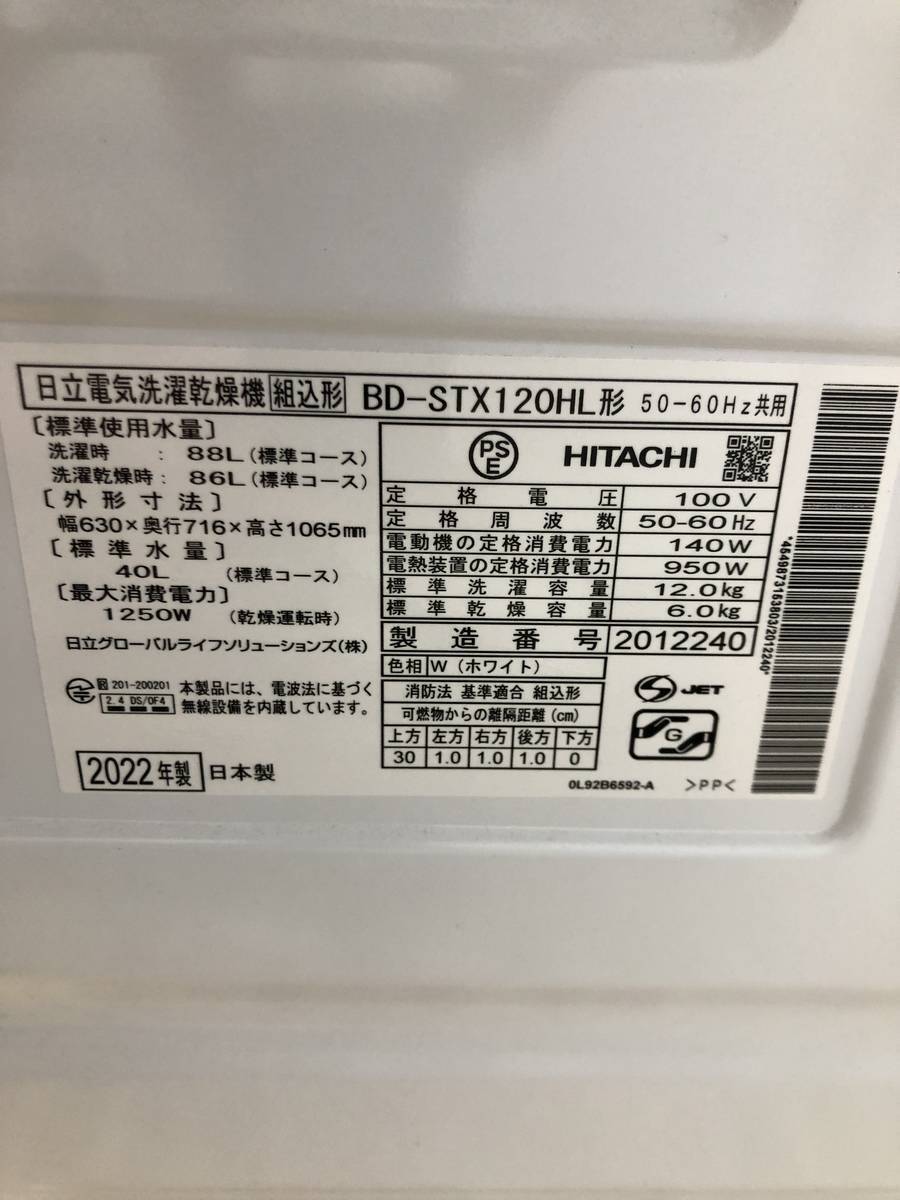 日立電気洗濯乾燥機 組込形 BD-STX120HL形 50-60Hz共用
〔標準使用水量〕
洗濯時 : 88L(標準コース)
洗濯乾燥時: 86L(標準コース)
〔外形寸法〕
幅630×奥行716×高さ1065mm
〔標準水量〕
40L (標準コース)
〔最大消費電力〕
1250W (乾燥運転時)
日立グローバルライフソリューションズ(株)
R 201-200201
2.4 DS/OF4
本製品には、電波法に基づく
無線設備を内蔵しています。
2022年製 日本製
PS
E
HITACHI
定格電圧 100V
定格周波数 50-60Hz
電動機の定格消費電力 140W
電熱装置の定格消費電力 950W
標準洗濯容量 12.0kg
標準乾燥容量 6.0kg
製造番号 2012240
色相 W(ホワイト)
消防法 基準適合 組込形
可燃物からの離隔距離(cm)
上方 左方 右方 後方 下方
30 1.0 1.0 1.0 0
S JET
G
0L92B6592-A >PP<
*4549873163803/2012240*